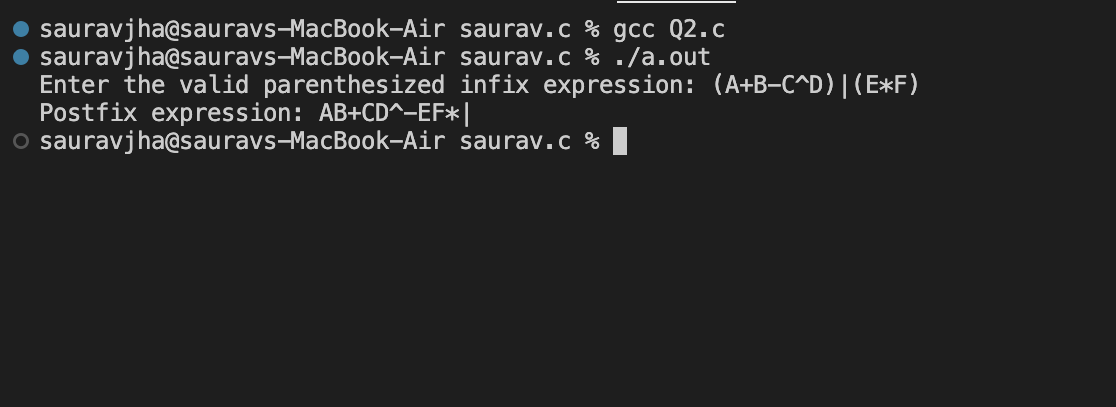 sauravjha@sauravs-MacBook-Air saurav.c % gcc Q2.c
sauravjha@sauravs-MacBook-Air saurav.c % ./a.out
Enter the valid parenthesized infix expression: (A+B-C^D)|(E*F)
Postfix expression: AB+CD^-EF*|
sauravjha@sauravs-MacBook-Air saurav.c %